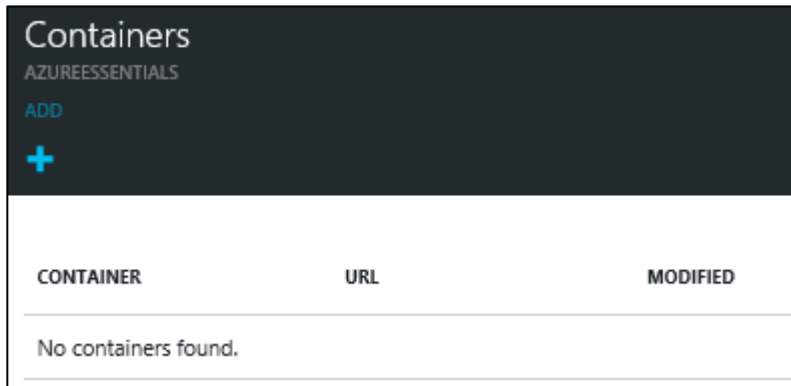 Containers
AZUREESSENTIALS
ADD
CONTAINER URL MODIFIED
No containers found.